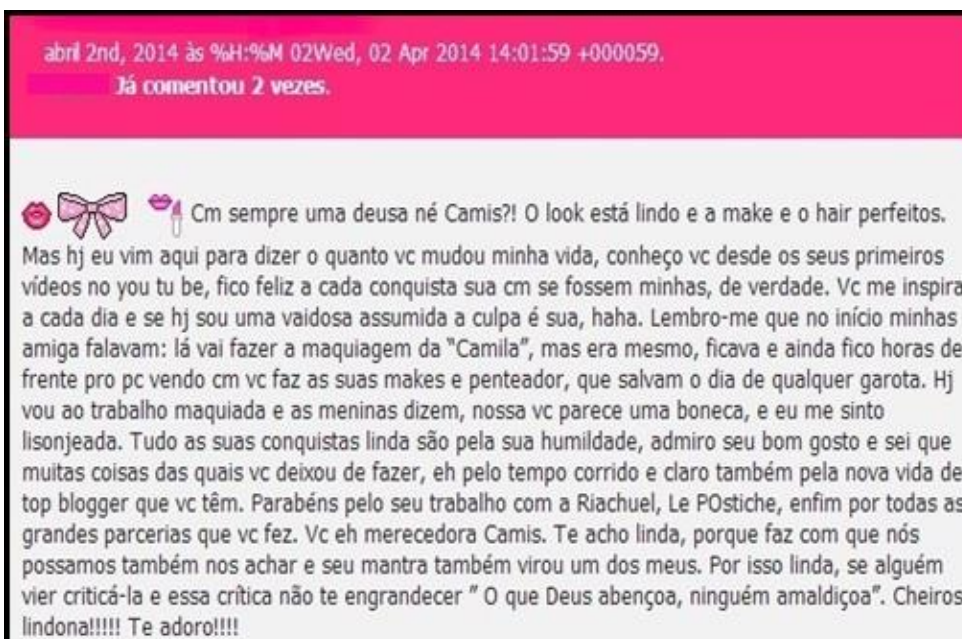 abril 2nd, 2014 às %H:%M 02Wed, 02 Apr 2014 14:01:59 +000059.
Já comentou 2 vezes.
Cm sempre uma deusa né Camis?! O look está lindo e a make e o hair perfeitos.
Mas hj eu vim aqui para dizer o quanto vc mudou minha vida, conheço vc desde os seus primeiros
vídeos no you tu be, fico feliz a cada conquista sua cm se fossem minhas, de verdade. Vc me inspira
a cada dia e se hj sou uma vaidosa assumida a culpa é sua, haha. Lembro-me que no início minhas
amiga falavam: lá vai fazer a maquiagem da “Camila”, mas era mesmo, ficava e ainda fico horas de
frente pro pc vendo cm vc faz as suas makes e penteador, que salvam o dia de qualquer garota. Hj
vou ao trabalho maquiada e as meninas dizem, nossa vc parece uma boneca, e eu me sinto
lisonjeada. Tudo as suas conquistas linda são pela sua humildade, admiro seu bom gosto e sei que
muitas coisas das quais vc deixou de fazer, eh pelo tempo corrido e claro também pela nova vida de
top blogger que vc têm. Parabéns pelo seu trabalho com a Riachuel, Le POstiche, enfim por todas as
grandes parcerias que vc fez. Vc eh merecedora Camis. Te acho linda, porque faz com que nós
possamos também nos achar e seu mantra também virou um dos meus. Por isso linda, se alguém
vier criticá-la e essa crítica não te engrandecer ” O que Deus abençoa, ninguém amaldiçoa”. Cheiros
lindona!!!!! Te adoro!!!!